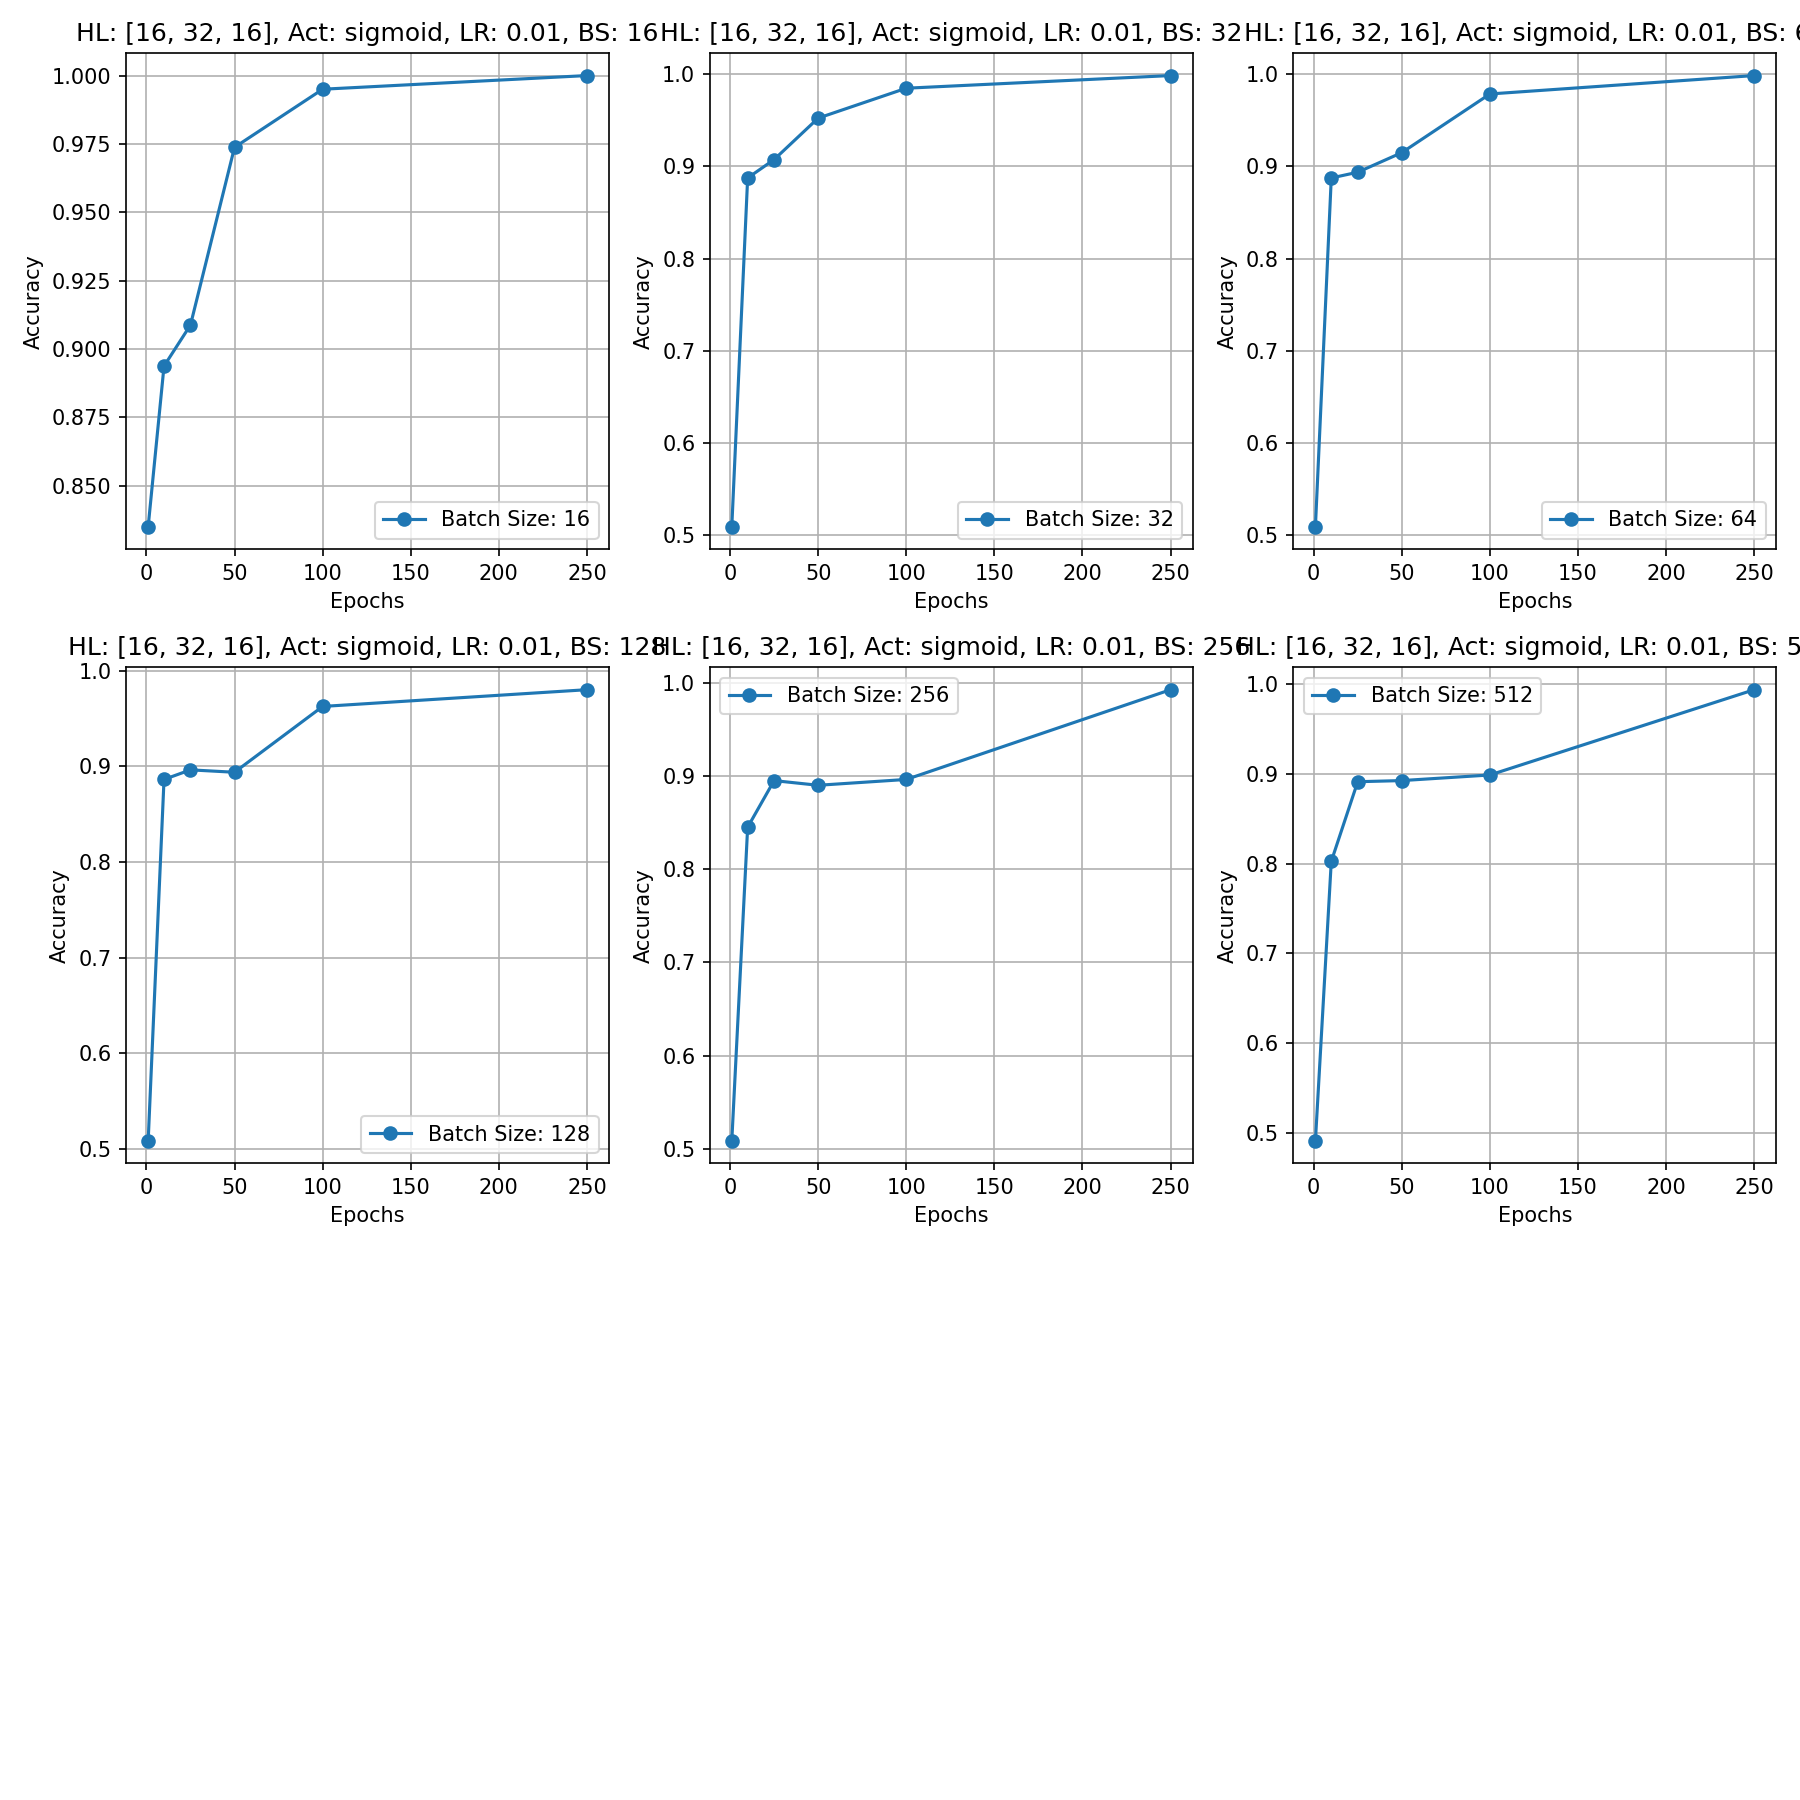 HL: [16, 32, 16], Act: sigmoid, LR: 0.01, BS: 16
1.000
0.975
0.950
0.925
0.900
0.875
0.850
Accuracy
Batch Size: 16
0 50 100 150 200 250
Epochs
HL: [16, 32, 16], Act: sigmoid, LR: 0.01, BS: 32
1.0
0.9
0.8
0.7
0.6
0.5
Accuracy
Batch Size: 32
0 50 100 150 200 250
Epochs
HL: [16, 32, 16], Act: sigmoid, LR: 0.01, BS:
1.0
0.9
0.8
0.7
0.6
0.5
Accuracy
Batch Size: 64
0 50 100 150 200 250
Epochs
HL: [16, 32, 16], Act: sigmoid, LR: 0.01, BS: 128
1.0
0.9
0.8
0.7
0.6
0.5
Accuracy
Batch Size: 128
0 50 100 150 200 250
Epochs
HL: [16, 32, 16], Act: sigmoid, LR: 0.01, BS: 256
1.0
0.9
0.8
0.7
0.6
0.5
Accuracy
Batch Size: 256
0 50 100 150 200 250
Epochs
HL: [16, 32, 16], Act: sigmoid, LR: 0.01, BS: 5
1.0
0.9
0.8
0.7
0.6
0.5
Accuracy
Batch Size: 512
0 50 100 150 200 250
Epochs